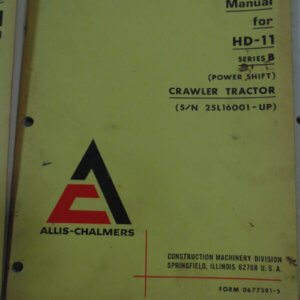 Manual
for
HD-11
SERIES B
(POWER SHIFT)
CRAWLER TRACTOR
(S/N 25L16001-UP)
ALLIS-CHALMERS
CONSTRUCTION MACHINERY DIVISION
SPRINGFIELD, ILLINOIS 62708 U.S.A.
FORM 0677391-5